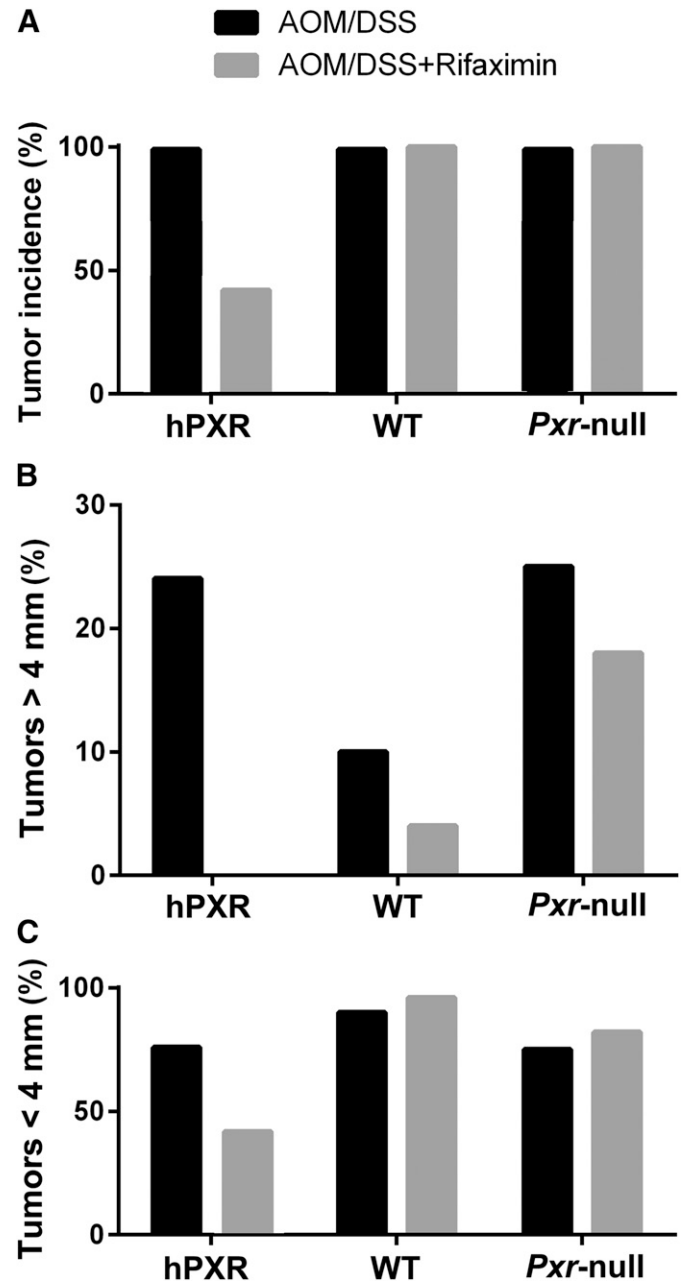 A
AOM/DSS
AOM/DSS+Rifaximin
Tumor incidence (%)
100
50
0
hPXR WT Pxr-null
B
Tumors > 4 mm (%)
30
20
10
0
hPXR WT Pxr-null
C
Tumors < 4 mm (%)
100
50
0
hPXR WT Pxr-null